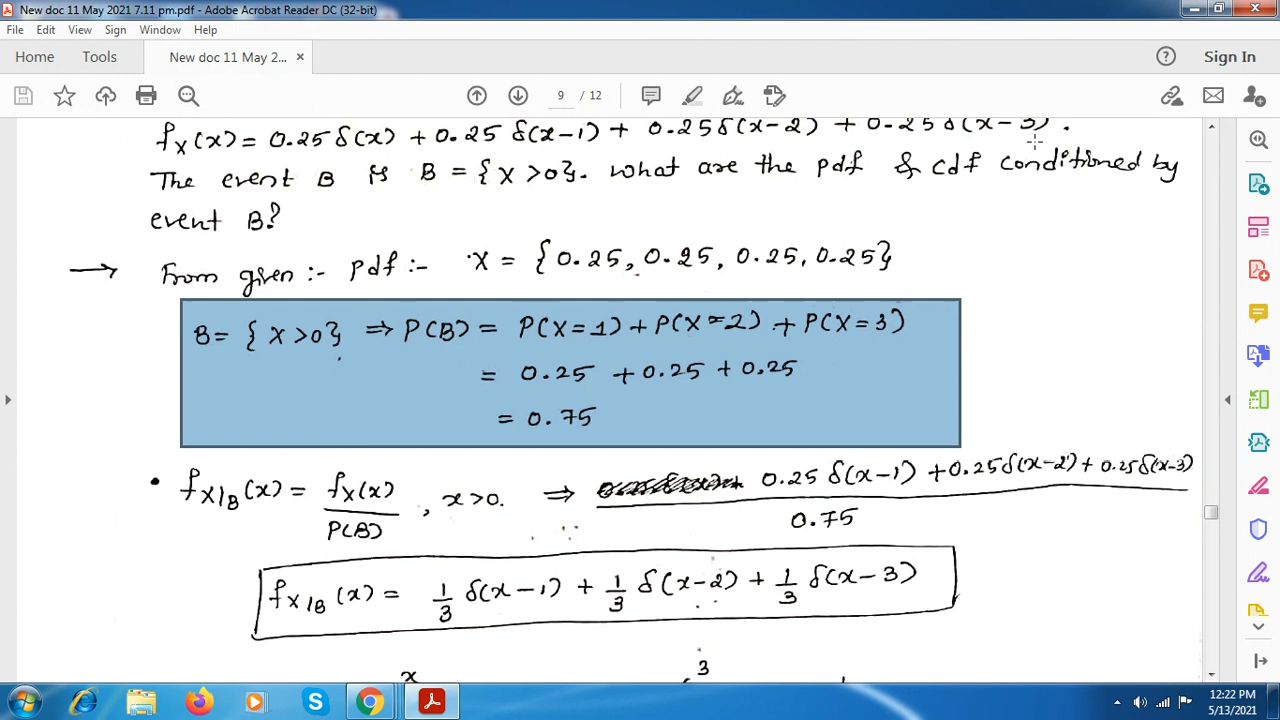 New doc 11 May 2021 7.11 pm.pdf - Adobe Acrobat Reader DC (32-bit)
File Edit View Sign Window Help
Home Tools New doc 11 May 2... × Sign In
9 / 12
fX(x) = 0.25 δ(x) + 0.25 δ(x-1) + 0.25δ(x-2) + 0.25 δ(x-3).
The event B is B = {X >0}. What are the pdf & cdf conditioned by
event B?
→ From given :- pdf :- X = {0.25, 0.25, 0.25, 0.25}
B = {X >0} ⇒ P(B) = P(X=1) + P(X=2) + P(X=3)
= 0.25 + 0.25 + 0.25
= 0.75
• fX|B(x) = fX(x) / P(B) , x>0. ⇒ 0.25 δ(x-1) + 0.25δ(x-2) + 0.25δ(x-3) / 0.75
fX|B(x) = 1/3 δ(x-1) + 1/3 δ(x-2) + 1/3 δ(x-3)
x 3
12:22 PM
5/13/2021